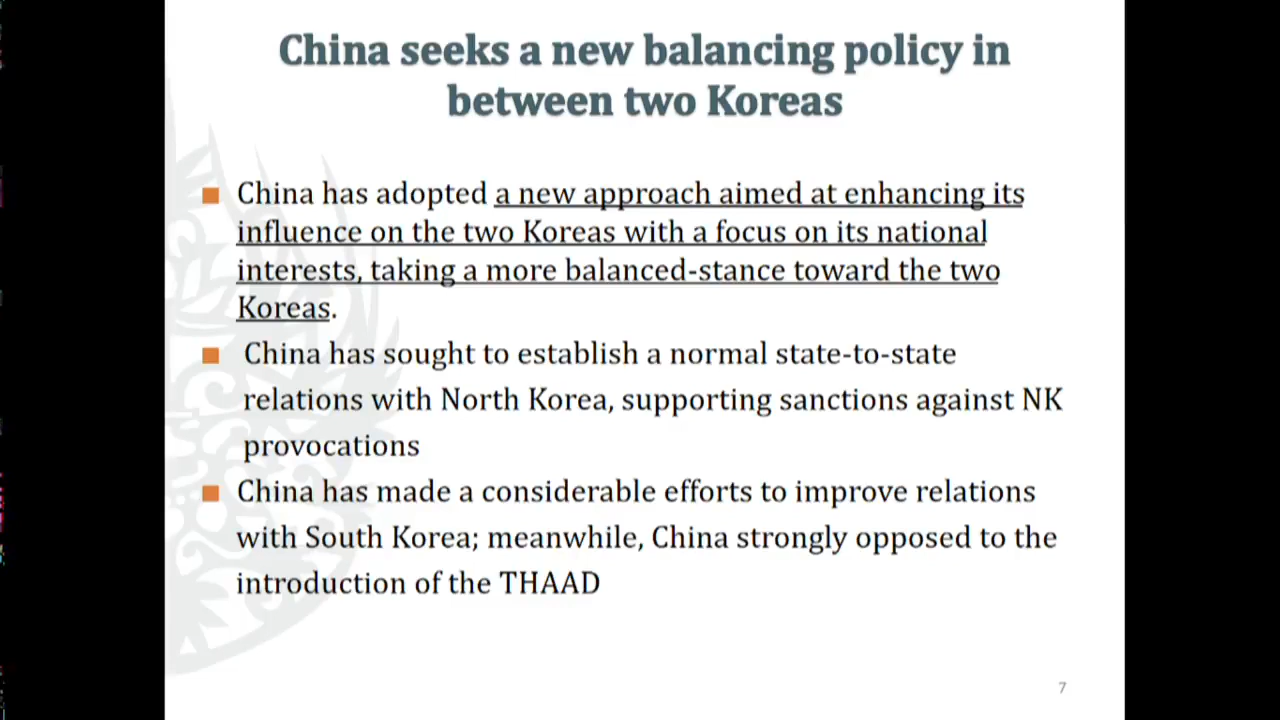 China seeks a new balancing policy in
between two Koreas
China has adopted a new approach aimed at enhancing its
influence on the two Koreas with a focus on its national
interests, taking a more balanced-stance toward the two
Koreas.
China has sought to establish a normal state-to-state
relations with North Korea, supporting sanctions against NK
provocations
China has made a considerable efforts to improve relations
with South Korea; meanwhile, China strongly opposed to the
introduction of the THAAD
7